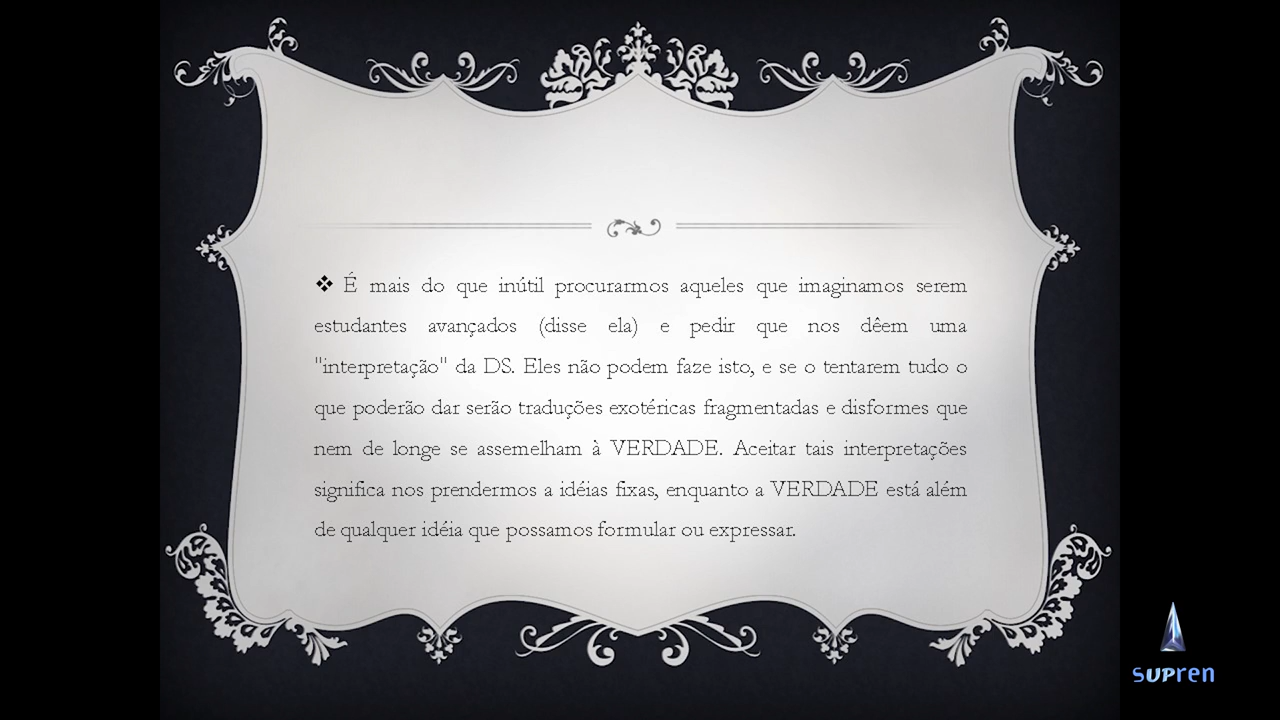 ❖ É mais do que inútil procurarmos aqueles que imaginamos serem
estudantes avançados (disse ela) e pedir que nos dêem uma
"interpretação" da DS. Eles não podem faze isto, e se o tentarem tudo o
que poderão dar serão traduções exotéricas fragmentadas e disformes que
nem de longe se assemelham à VERDADE. Aceitar tais interpretações
significa nos prendermos a idéias fixas, enquanto a VERDADE está além
de qualquer idéia que possamos formular ou expressar.
supren